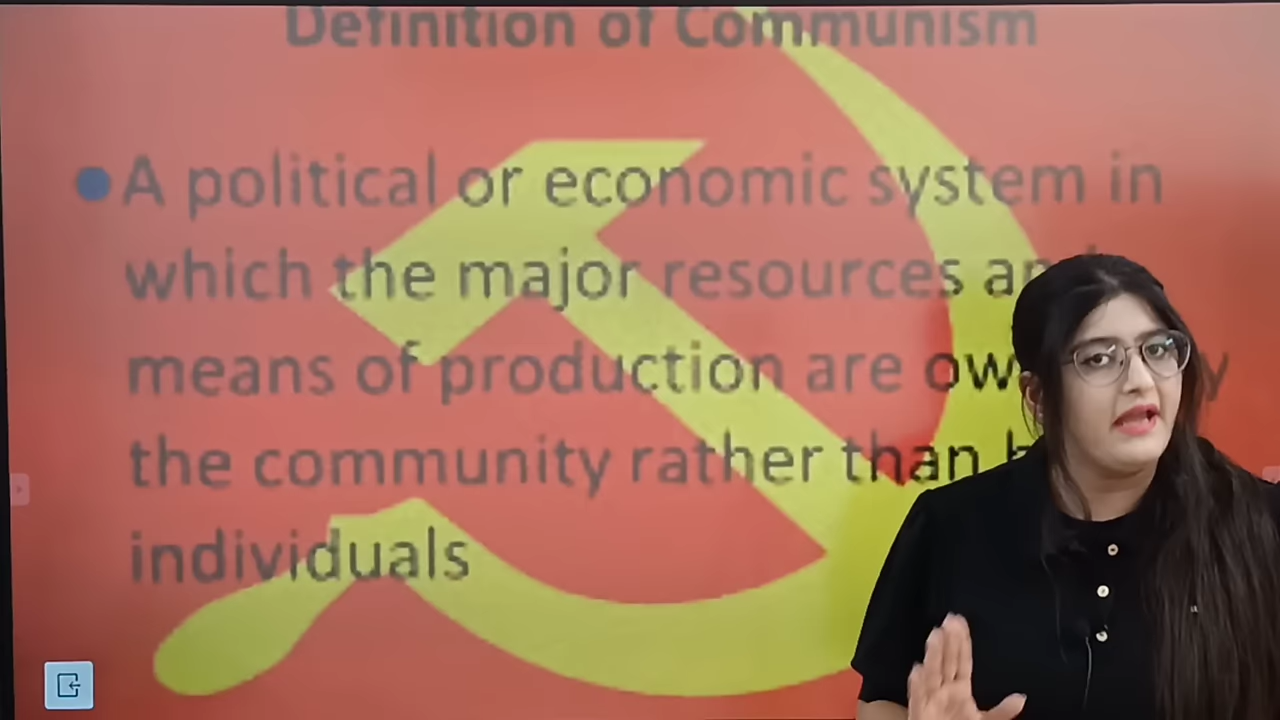 Definition of Communism
A political or economic system in
which the major resources
means of production are
the community rather than
individuals